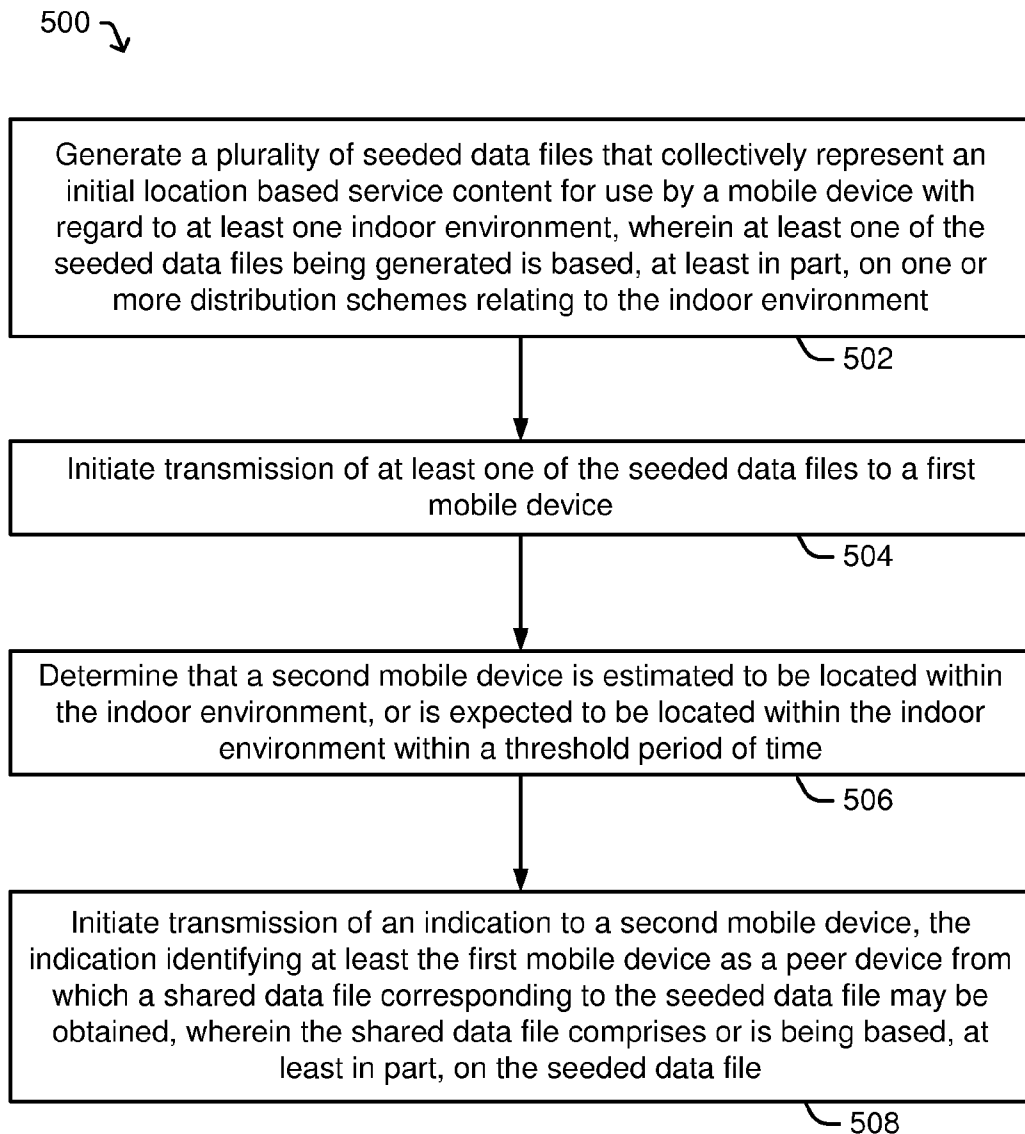 500
Generate a plurality of seeded data files that collectively represent an
initial location based service content for use by a mobile device with
regard to at least one indoor environment, wherein at least one of the
seeded data files being generated is based, at least in part, on one or
more distribution schemes relating to the indoor environment
502
Initiate transmission of at least one of the seeded data files to a first
mobile device
504
Determine that a second mobile device is estimated to be located within
the indoor environment, or is expected to be located within the indoor
environment within a threshold period of time
506
Initiate transmission of an indication to a second mobile device, the
indication identifying at least the first mobile device as a peer device from
which a shared data file corresponding to the seeded data file may be
obtained, wherein the shared data file comprises or is being based, at
least in part, on the seeded data file
508